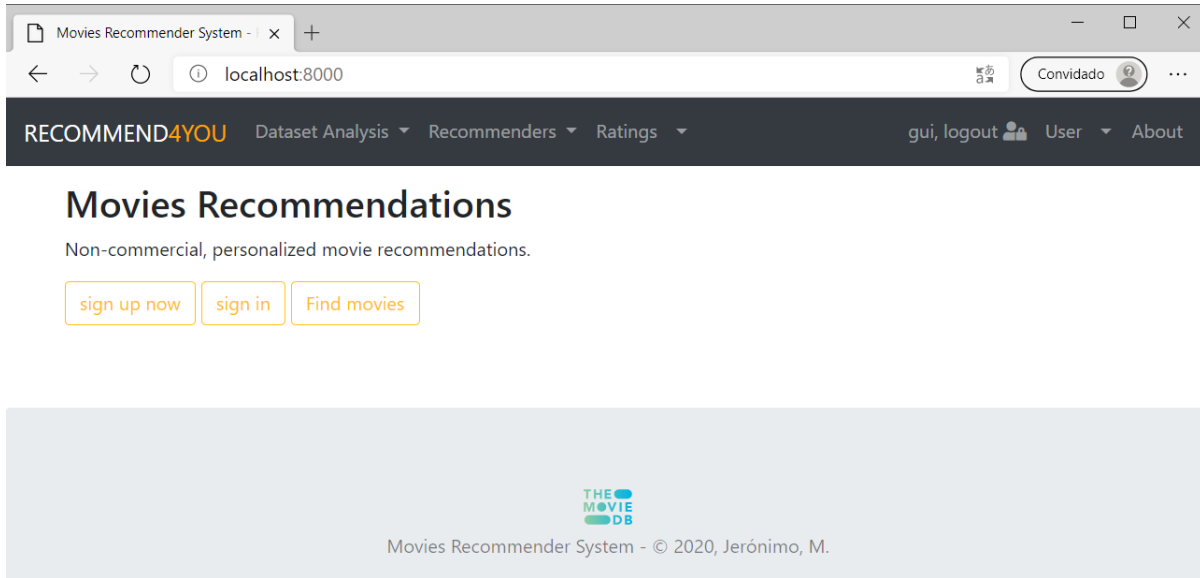 Movies Recommender System -
localhost:8000
あ
a
Convidado
RECOMMEND4YOU Dataset Analysis Recommenders Ratings gui, logout User About
Movies Recommendations
Non-commercial, personalized movie recommendations.
sign up now sign in Find movies
THE
MOVIE
DB
Movies Recommender System - © 2020, Jerónimo, M.